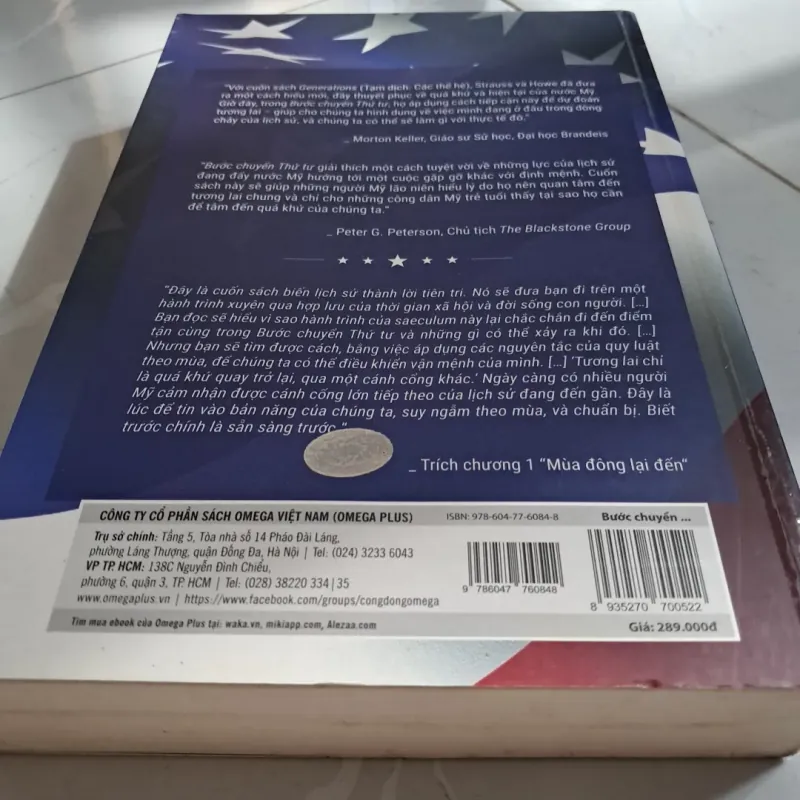 "Với cuốn sách Generations (Tạm dịch: Các thế hệ), Strauss và Howe đã đưa
ra một cách hiểu mới, đầy thuyết phục về quá khứ và hiện tại của nước Mỹ
Giờ đây, trong Bước chuyển Thứ tư, họ áp dụng cách tiếp cận này để dự đoán
tương lai – giúp cho chúng ta hình dung về việc mình đang ở đâu trong dòng
chảy của lịch sử, và chúng ta có thể sẽ làm gì với thực tế đó."
_ Morton Keller, Giáo sư Sử học, Đại học Brandeis
"Bước chuyển Thứ tư giải thích một cách tuyệt vời về những lực của lịch sử
đang đẩy nước Mỹ hướng tới một cuộc gặp gỡ khác với định mệnh. Cuốn
sách này sẽ giúp những người Mỹ lão niên hiểu lý do họ nên quan tâm đến
tương lai chung và chỉ cho những công dân Mỹ trẻ tuổi thấy tại sao họ cần
để tâm đến quá khứ của chúng ta."
_ Peter G. Peterson, Chủ tịch The Blackstone Group
"Đây là cuốn sách biến lịch sử thành lời tiên tri. Nó sẽ đưa bạn đi trên một
hành trình xuyên qua hợp lưu của thời gian xã hội và đời sống con người. [...]
Bạn đọc sẽ hiểu vì sao hành trình của saeculum này lại chắc chắn đi đến điểm
tận cùng trong Bước chuyển Thứ tư và những gì có thể xảy ra khi đó. [...]
Nhưng bạn sẽ tìm được cách, bằng việc áp dụng các nguyên tắc của quy luật
theo mùa, để chúng ta có thể điều khiển vận mệnh của mình. [...] 'Tương lai chỉ
là quá khứ quay trở lại, qua một cánh cổng khác.' Ngày càng có nhiều người
Mỹ cảm nhận được cánh cổng lớn tiếp theo của lịch sử đang đến gần. Đây là
lúc để tin vào bản năng của chúng ta, suy ngẫm theo mùa, và chuẩn bị. Biết
trước chính là sẵn sàng trước."
_ Trích chương 1 "Mùa đông lại đến"
CÔNG TY CỔ PHẦN SÁCH OMEGA VIỆT NAM (OMEGA PLUS)
Trụ sở chính: Tầng 5, Tòa nhà số 14 Pháo Đài Láng,
phường Láng Thượng, quận Đống Đa, Hà Nội | Tel: (024) 3233 6043
VP TP. HCM: 138C Nguyễn Đình Chiểu,
phường 6, quận 3, TP. HCM | Tel: (028) 38220 334 | 35
www.omegaplus.vn | https://www.facebook.com/groups/congdongomega
Tìm mua ebook của Omega Plus tại: waka.vn, mikiapp.com, Alezaa.com
ISBN: 978-604-77-6084-8
9 786047 760848
Bước chuyển ...
8 935270 700522
Giá: 289.000đ